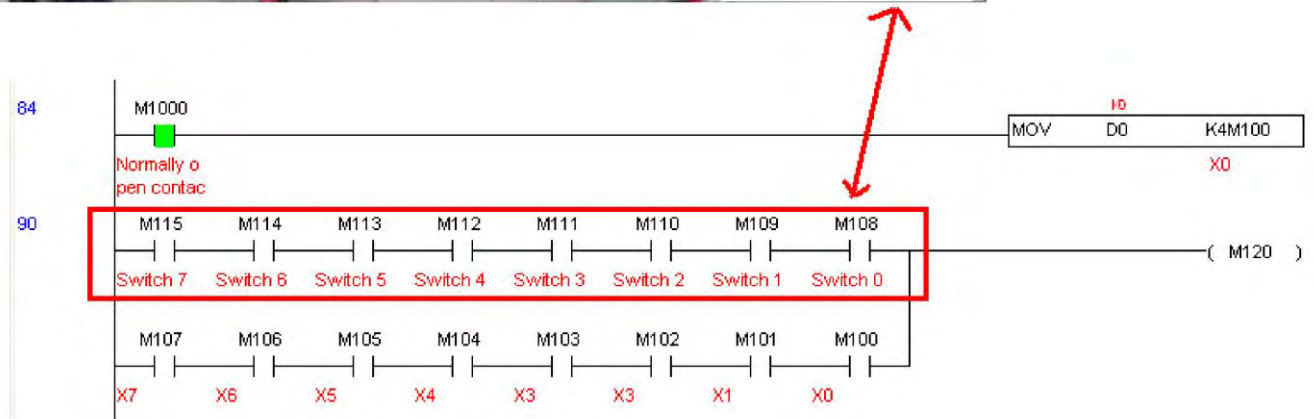 84 M1000
H0
MOV D0 K4M100
Normally o
pen contac
X0
90 M115 M114 M113 M112 M111 M110 M109 M108
( M120 )
Switch 7 Switch 6 Switch 5 Switch 4 Switch 3 Switch 2 Switch 1 Switch 0
M107 M106 M105 M104 M103 M102 M101 M100
X7 X6 X5 X4 X3 X3 X1 X0